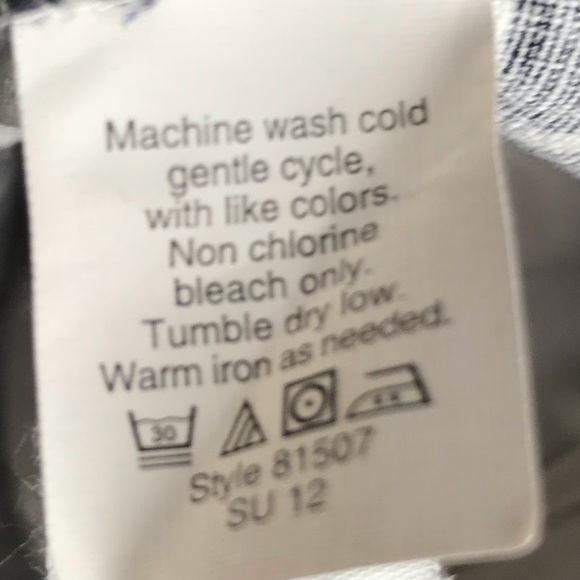 Machine wash cold
gentle cycle,
with like colors.
Non chlorine
bleach only.
Tumble dry low.
Warm iron as needed.
30
Style 81507
SU 12